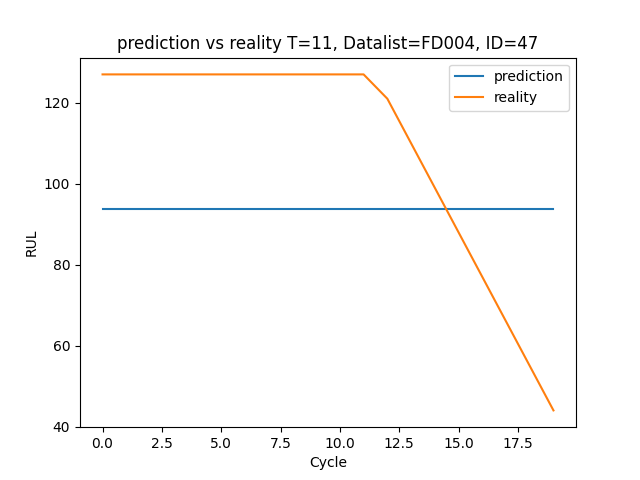 prediction vs reality T=11, Datalist=FD004, ID=47
prediction
reality
RUL
120
100
80
60
40
0.0 2.5 5.0 7.5 10.0 12.5 15.0 17.5
Cycle